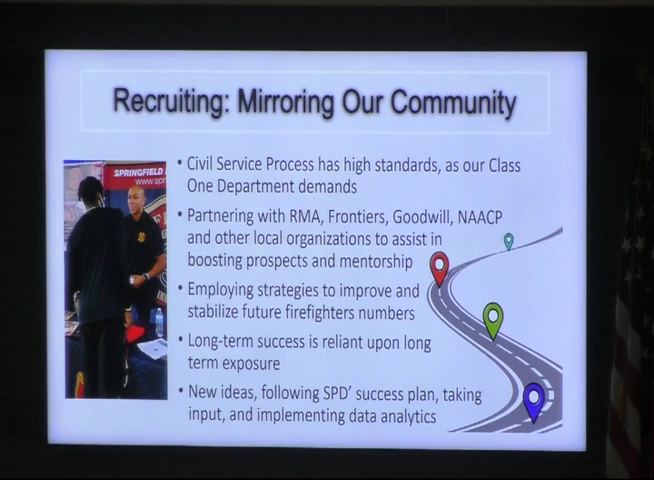 Recruiting: Mirroring Our Community
• Civil Service Process has high standards, as our Class
One Department demands
• Partnering with RMA, Frontiers, Goodwill, NAACP
and other local organizations to assist in
boosting prospects and mentorship
• Employing strategies to improve and
stabilize future firefighters numbers
• Long-term success is reliant upon long
term exposure
• New ideas, following SPD' success plan, taking
input, and implementing data analytics
SPRINGFIELD
www.spr